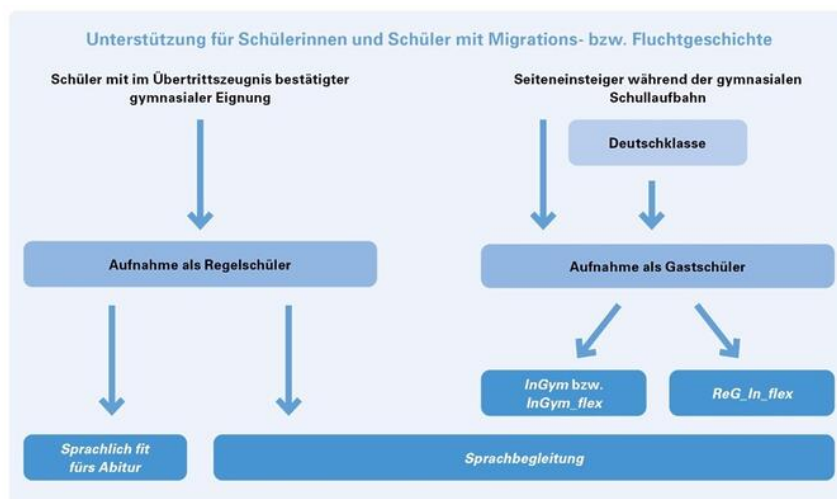 Unterstützung für Schülerinnen und Schüler mit Migrations- bzw. Fluchtgeschichte
Schüler mit im Übertrittszeugnis bestätigter
gymnasialer Eignung
Seiteneinsteiger während der gymnasialen
Schullaufbahn
Deutschklasse
Aufnahme als Regelschüler
Aufnahme als Gastschüler
InGym bzw.
InGym_flex
ReG_In_flex
Sprachlich fit
fürs Abitur
Sprachbegleitung